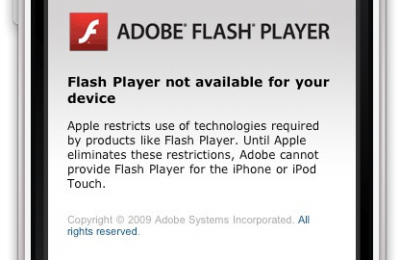 ADOBE® FLASH® PLAYER
Flash Player not available for your
device
Apple restricts use of technologies required
by products like Flash Player. Until Apple
eliminates these restrictions, Adobe cannot
provide Flash Player for the iPhone or iPod
Touch.
Copyright © 2009 Adobe Systems Incorporated. All
rights reserved.